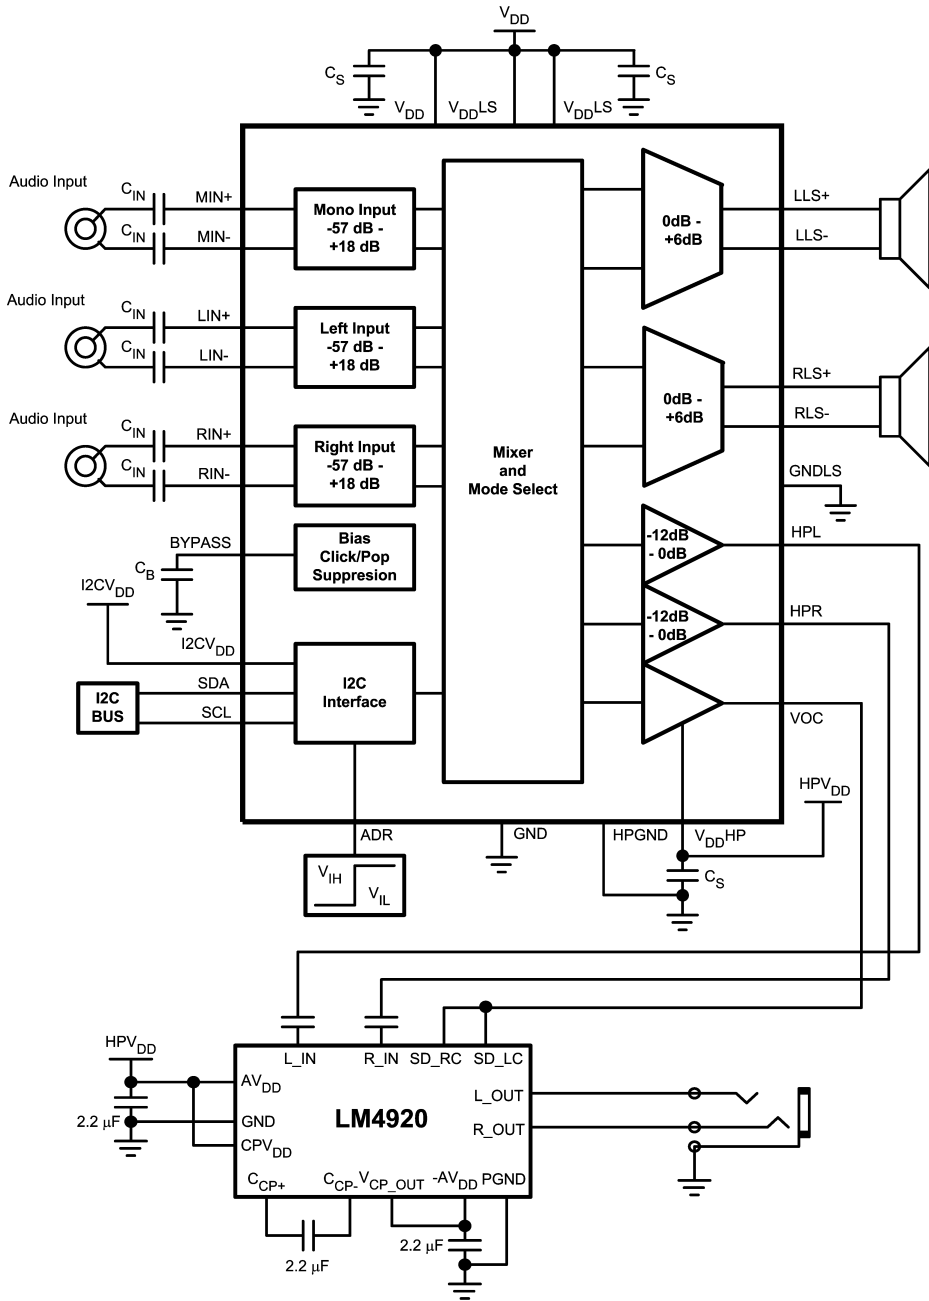 VDD
CS
CS
VDD
VDDLS
VDDLS
Audio Input
CIN
MIN+
CIN
MIN-
Mono Input
-57 dB -
+18 dB
0dB -
+6dB
LLS+
LLS-
Audio Input
CIN
LIN+
CIN
LIN-
Left Input
-57 dB -
+18 dB
0dB -
+6dB
RLS+
RLS-
Audio Input
CIN
RIN+
CIN
RIN-
Right Input
-57 dB -
+18 dB
Mixer
and
Mode Select
GNDLS
BYPASS
CB
Bias
Click/Pop
Suppresion
-12dB
- 0dB
HPL
I2CVDD
-12dB
- 0dB
HPR
I2CVDD
SDA
SCL
I2C
BUS
I2C
Interface
VOC
HPVDD
ADR
GND
HPGND
VDDHP
VIH
VIL
CS
HPVDD
L_IN
R_IN
SD_RC
SD_LC
AVDD
2.2 µF
GND
CPVDD
LM4920
L_OUT
R_OUT
CCP+
CCP-
VCP_OUT
-AVDD
PGND
2.2 µF
2.2 µF